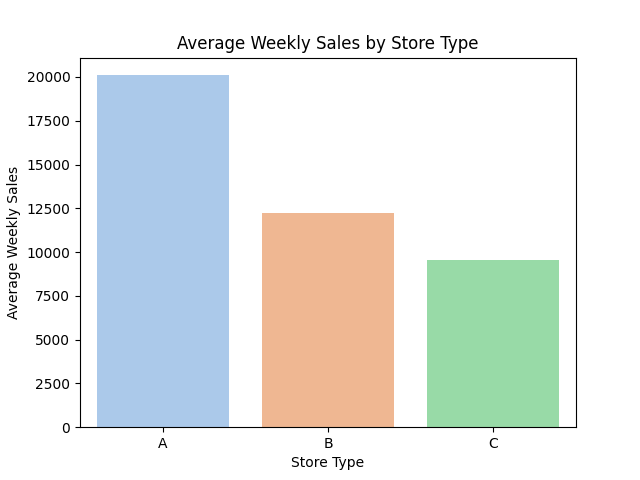 Average Weekly Sales by Store Type
Average Weekly Sales
20000
17500
15000
12500
10000
7500
5000
2500
0
A
B
C
Store Type